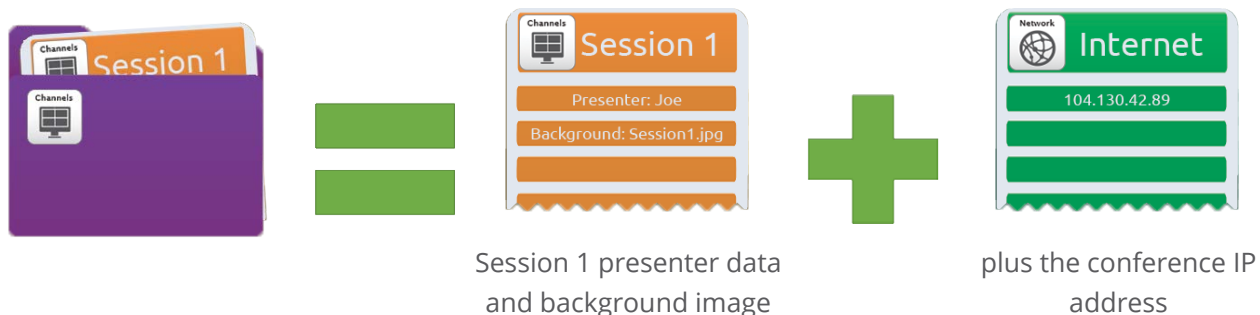 Channels
Session 1
Channels
Channels
Session 1
Presenter: Joe
Background: Session1.jpg
Network
Internet
104.130.42.89
Session 1 presenter data
and background image
plus the conference IP
address